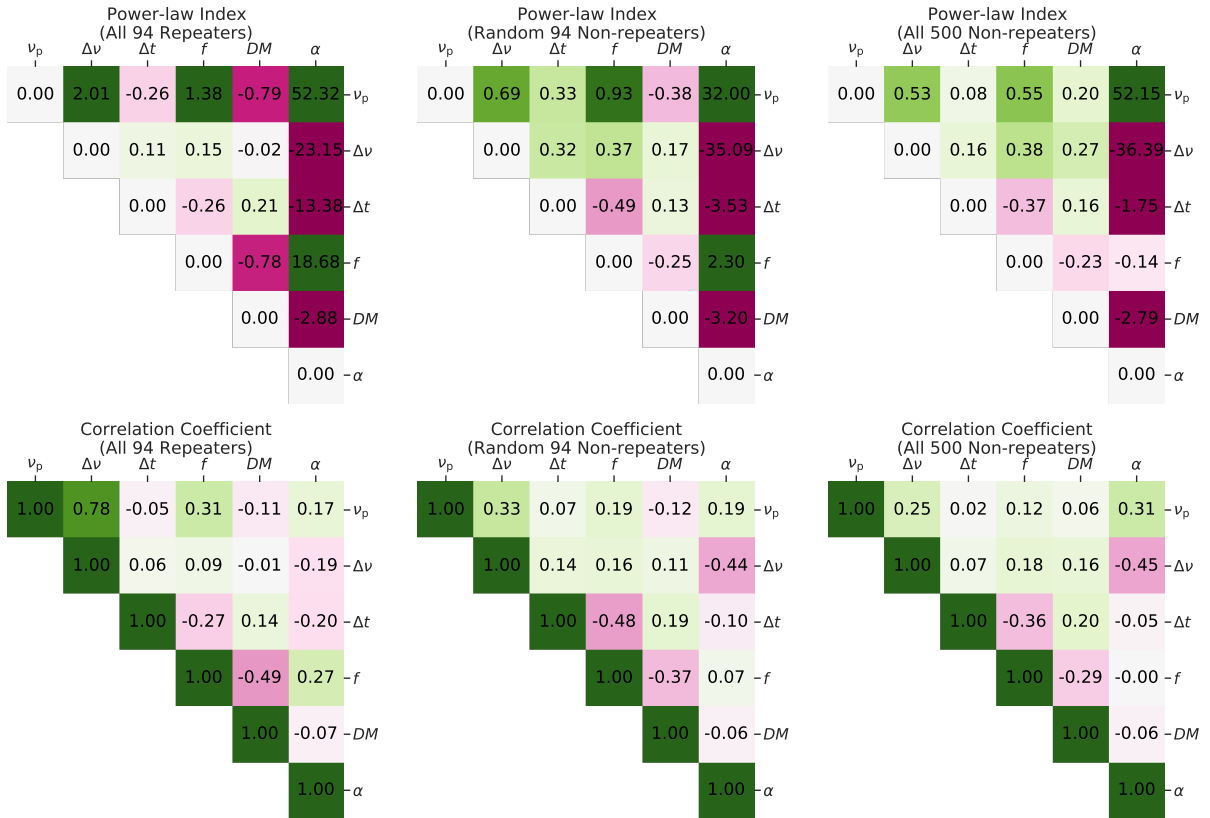 Power-law Index
(All 94 Repeaters)
νp Δν Δt f DM α
0.00 2.01 -0.26 1.38 -0.79 52.32 νp
0.00 0.11 0.15 -0.02 -23.15 Δν
0.00 -0.26 0.21 -13.38 Δt
0.00 -0.78 18.68 f
0.00 -2.88 DM
0.00 α
Power-law Index
(Random 94 Non-repeaters)
νp Δν Δt f DM α
0.00 0.69 0.33 0.93 -0.38 32.00 νp
0.00 0.32 0.37 0.17 -35.09 Δν
0.00 -0.49 0.13 -3.53 Δt
0.00 -0.25 2.30 f
0.00 -3.20 DM
0.00 α
Power-law Index
(All 500 Non-repeaters)
νp Δν Δt f DM α
0.00 0.53 0.08 0.55 0.20 52.15 νp
0.00 0.16 0.38 0.27 -36.39 Δν
0.00 -0.37 0.16 -1.75 Δt
0.00 -0.23 -0.14 f
0.00 -2.79 DM
0.00 α
Correlation Coefficient
(All 94 Repeaters)
νp Δν Δt f DM α
1.00 0.78 -0.05 0.31 -0.11 0.17 νp
1.00 0.06 0.09 -0.01 -0.19 Δν
1.00 -0.27 0.14 -0.20 Δt
1.00 -0.49 0.27 f
1.00 -0.07 DM
1.00 α
Correlation Coefficient
(Random 94 Non-repeaters)
νp Δν Δt f DM α
1.00 0.33 0.07 0.19 -0.12 0.19 νp
1.00 0.14 0.16 0.11 -0.44 Δν
1.00 -0.48 0.19 -0.10 Δt
1.00 -0.37 0.07 f
1.00 -0.06 DM
1.00 α
Correlation Coefficient
(All 500 Non-repeaters)
νp Δν Δt f DM α
1.00 0.25 0.02 0.12 0.06 0.31 νp
1.00 0.07 0.18 0.16 -0.45 Δν
1.00 -0.36 0.20 -0.05 Δt
1.00 -0.29 -0.00 f
1.00 -0.06 DM
1.00 α